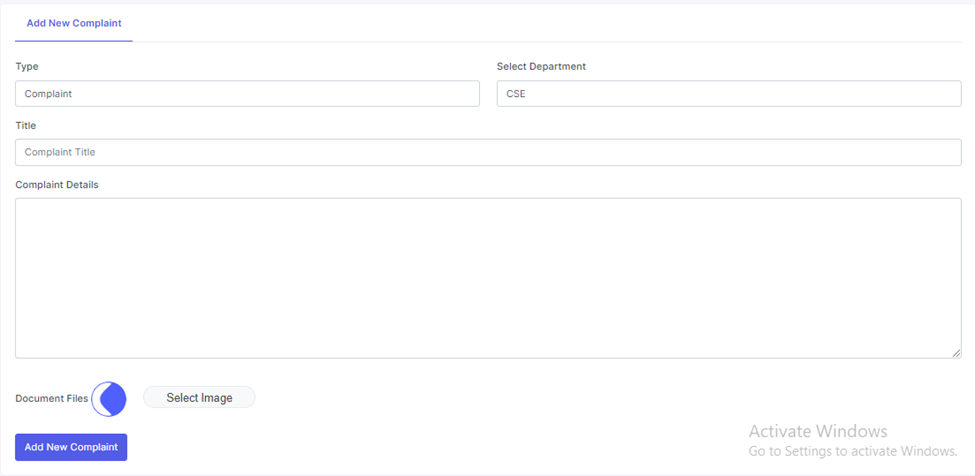 Add New Complaint
Type
Select Department
Complaint
CSE
Title
Complaint Title
Complaint Details
Document Files
Select Image
Add New Complaint
Activate Windows
Go to Settings to activate Windows.